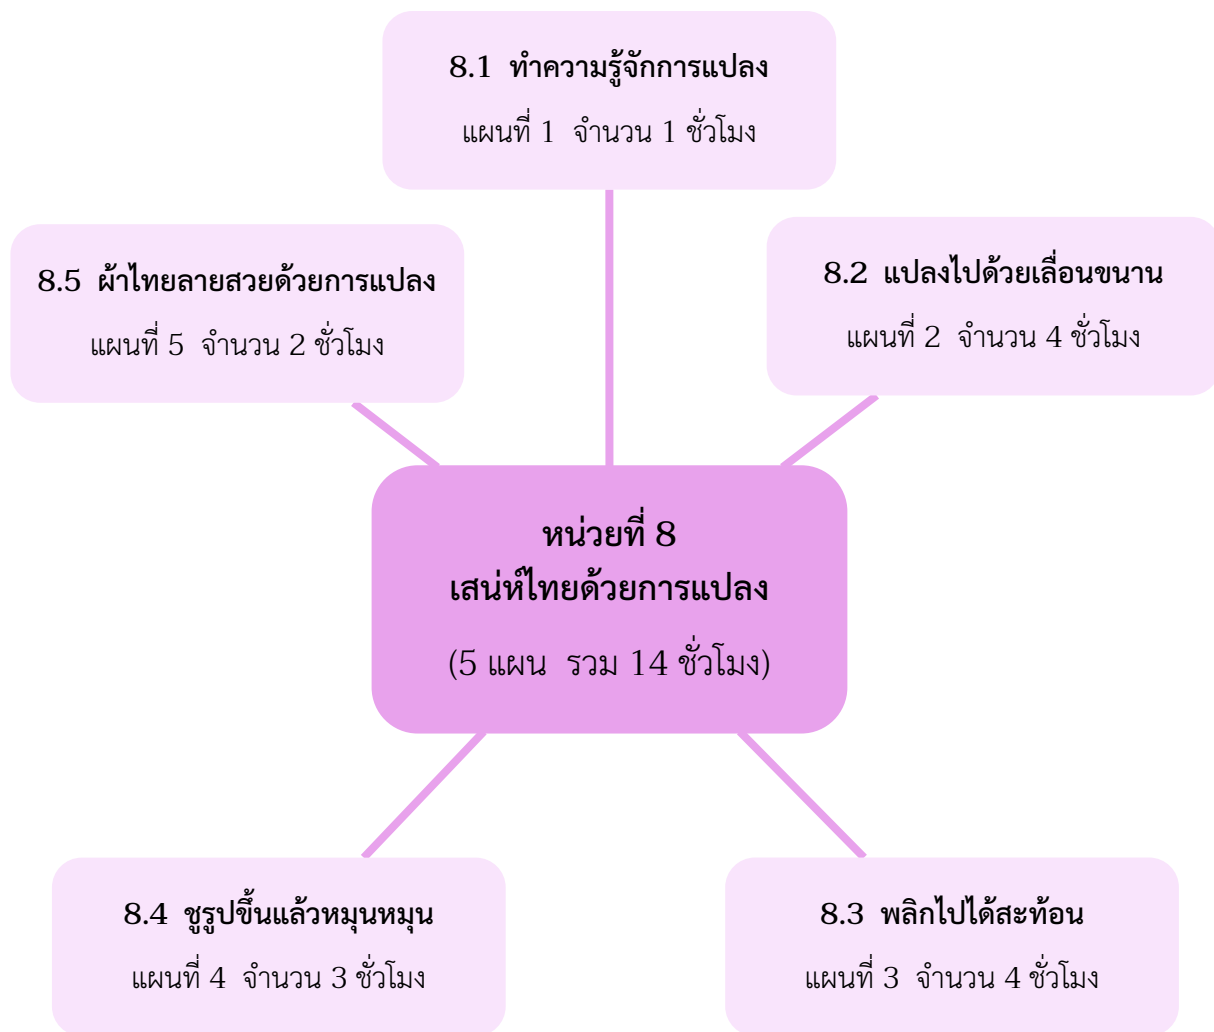 8.1 ทำความรู้จักการแปลง
แผนที่ 1 จำนวน 1 ชั่วโมง
8.5 ผ้าไทยลายสวยด้วยการแปลง
แผนที่ 5 จำนวน 2 ชั่วโมง
8.2 แปลงไปด้วยเลื่อนขนาน
แผนที่ 2 จำนวน 4 ชั่วโมง
หน่วยที่ 8
เสน่ห์ไทยด้วยการแปลง
(5 แผน รวม 14 ชั่วโมง)
8.4 ชูรูปขึ้นแล้วหมุนหมุน
แผนที่ 4 จำนวน 3 ชั่วโมง
8.3 พลิกไปได้สะท้อน
แผนที่ 3 จำนวน 4 ชั่วโมง